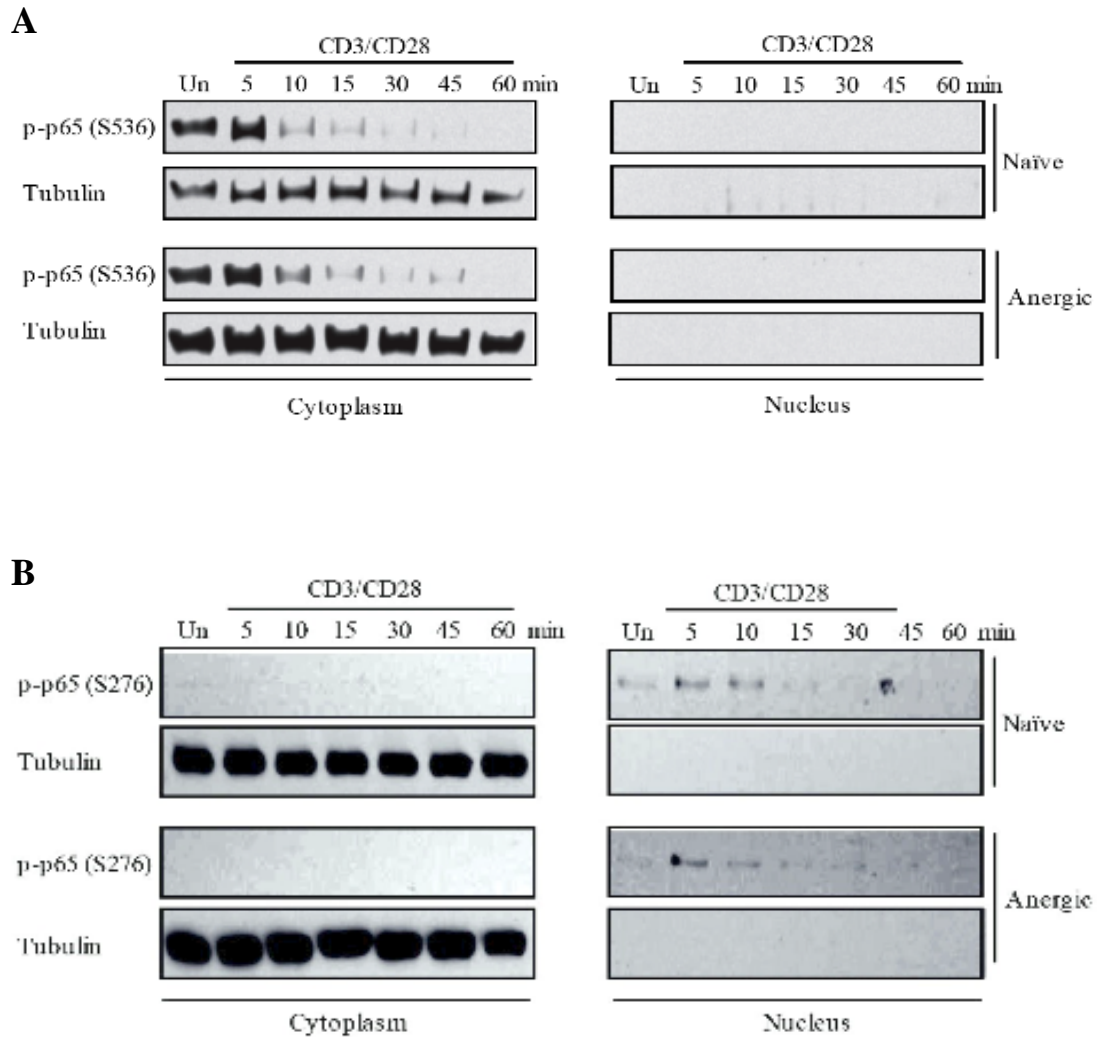 A
CD3/CD28
CD3/CD28
Un 5 10 15 30 45 60 min
Un 5 10 15 30 45 60 min
p-p65 (S536)
Tubulin
Naïve
p-p65 (S536)
Tubulin
Anergic
Cytoplasm
Nucleus
B
CD3/CD28
CD3/CD28
Un 5 10 15 30 45 60 min
Un 5 10 15 30 45 60 min
p-p65 (S276)
Tubulin
Naïve
p-p65 (S276)
Tubulin
Anergic
Cytoplasm
Nucleus